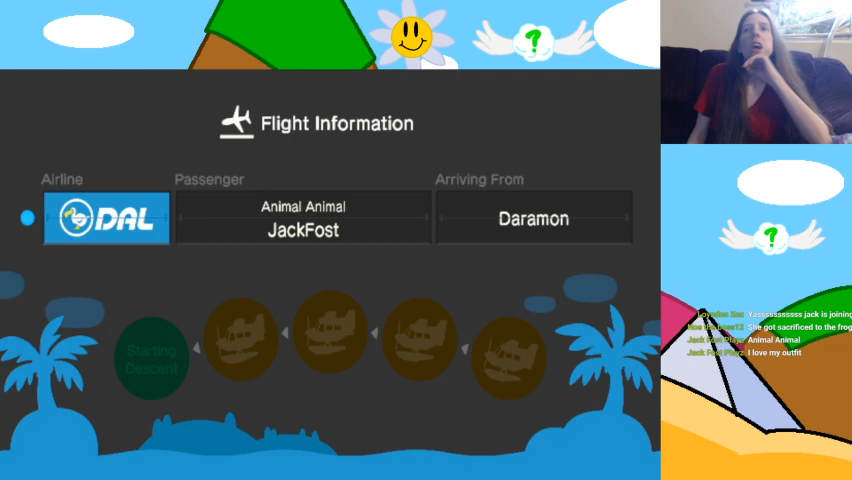 ?
Flight Information
Airline
Passenger
Arriving From
DAL
Animal Animal
JackFost
Daramon
Starting
Descent
?
Yasssssssssss jack is joining
She got sacrificed to the frog
Animal Animal
I love my outfit